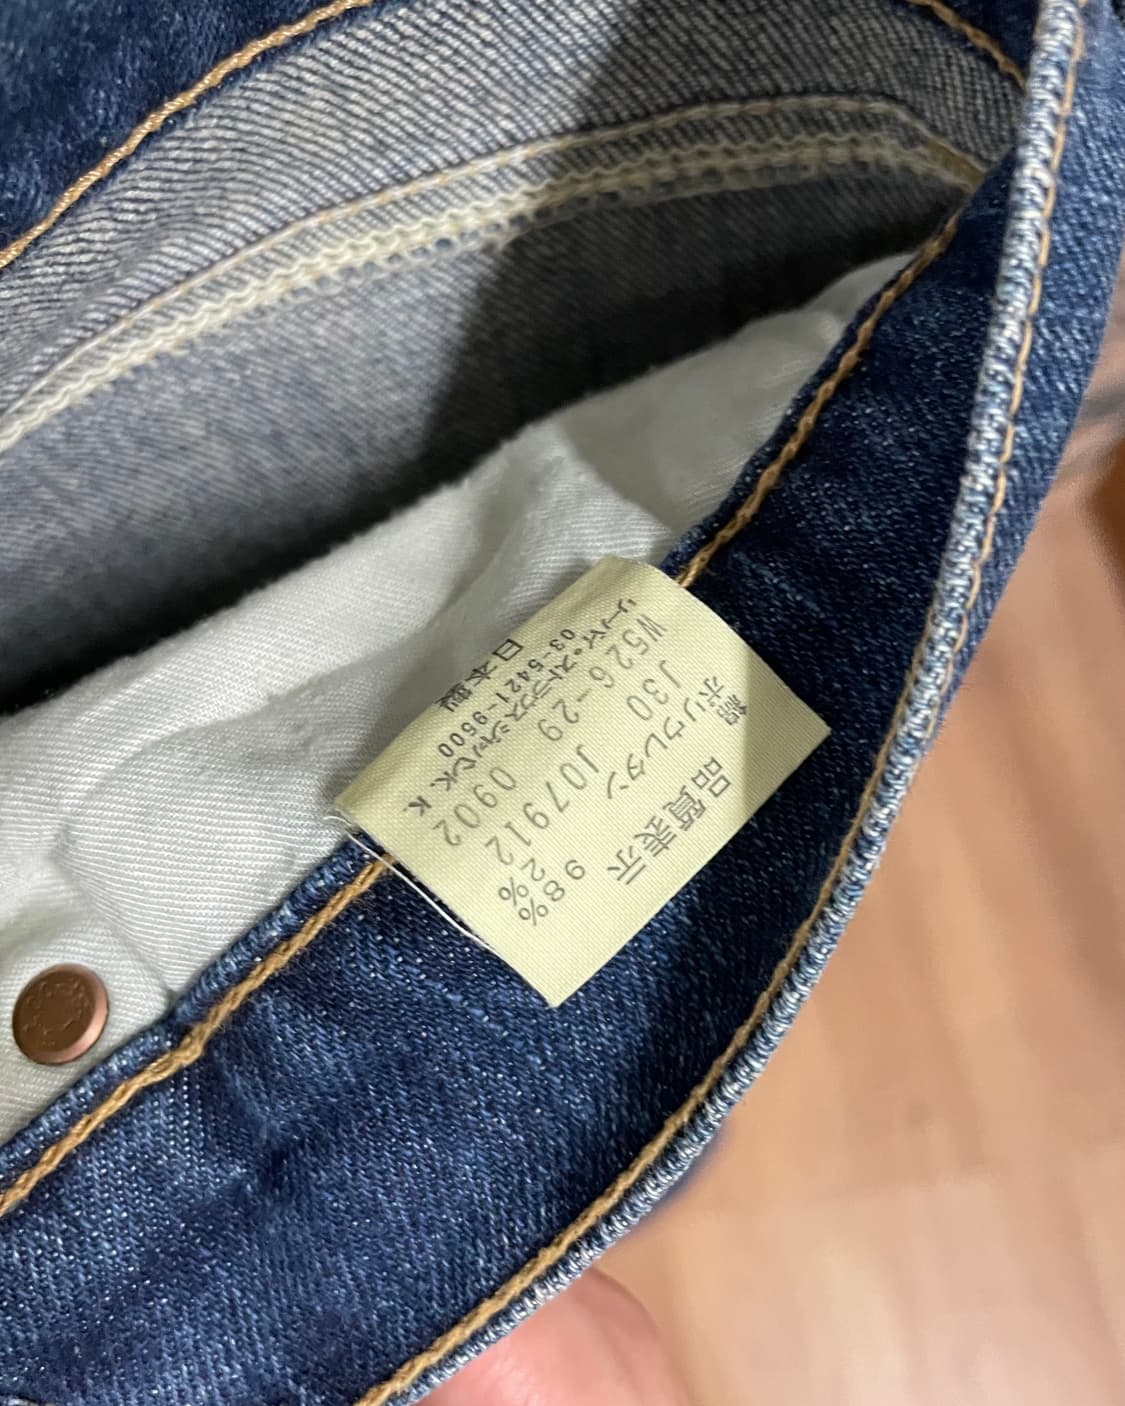 品質表示
綿 98%
ポリウレタン 2%
J30 J07912
W526-29 0902
リーバイ・ストラウスジャパンK.K.
03-5421-9600
日本製